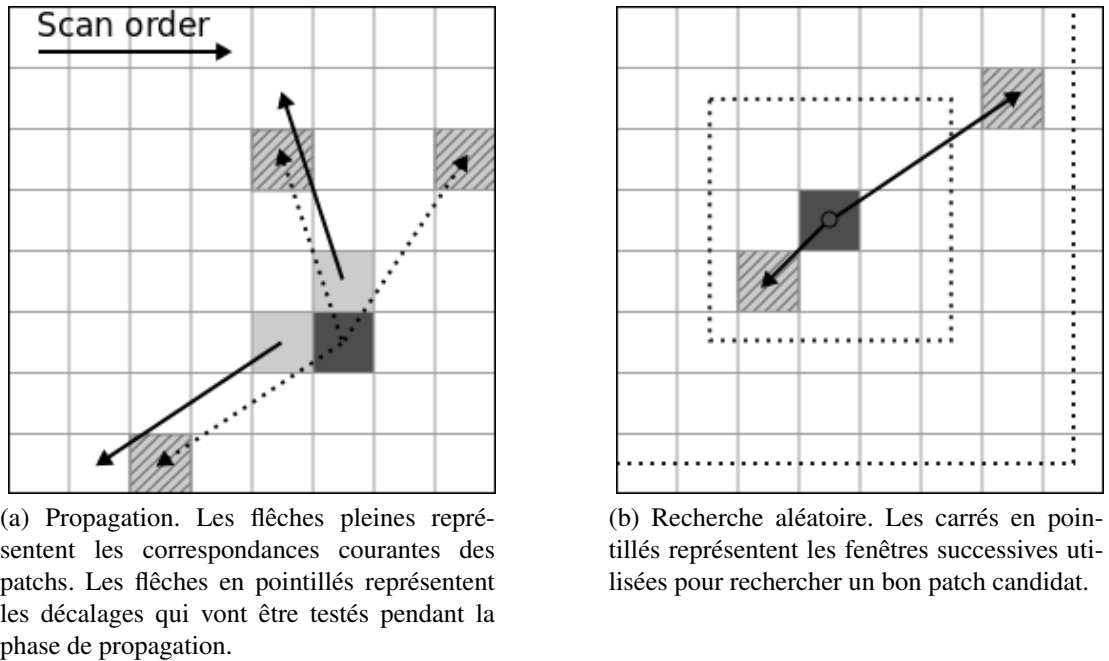 Scan order
(a) Propagation. Les flêches pleines repré-
sentent les correspondances courantes des
patchs. Les flêches en pointillés représentent
les décalages qui vont être testés pendant la
phase de propagation.
(b) Recherche aléatoire. Les carrés en poin-
tillés représentent les fenêtres successives uti-
lisées pour rechercher un bon patch candidat.